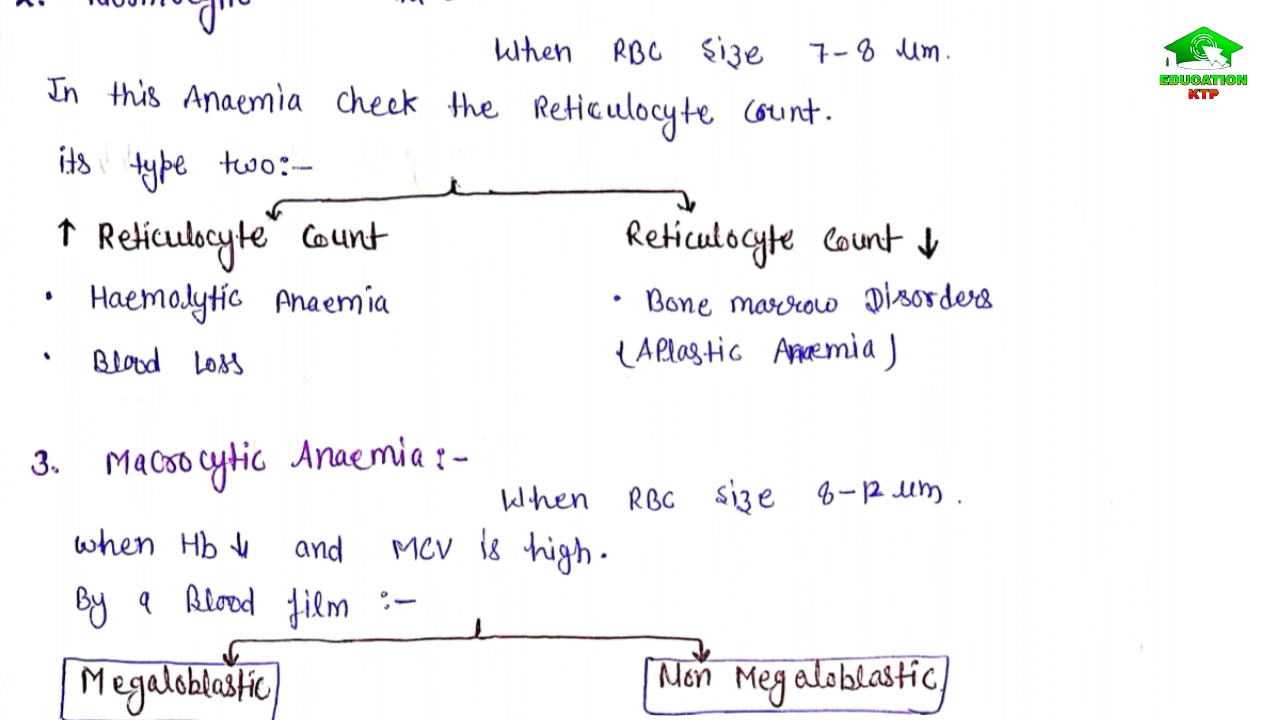 2.
When RBC Size 7-8 um.
EDUCATION
KTP
In this Anaemia check the Reticulocyte Count.
its type two:-
↑ Reticulocyte Count
Reticulocyte Count ↓
• Haemolytic Anaemia
• Bone marrow Disorders
• Blood Loss
(APlastic Anaemia)
3. Macrocytic Anaemia :-
When RBC size 8-12 um.
when Hb ↓ and MCV is high.
By a Blood film :-
Megaloblastic
Non Megaloblastic